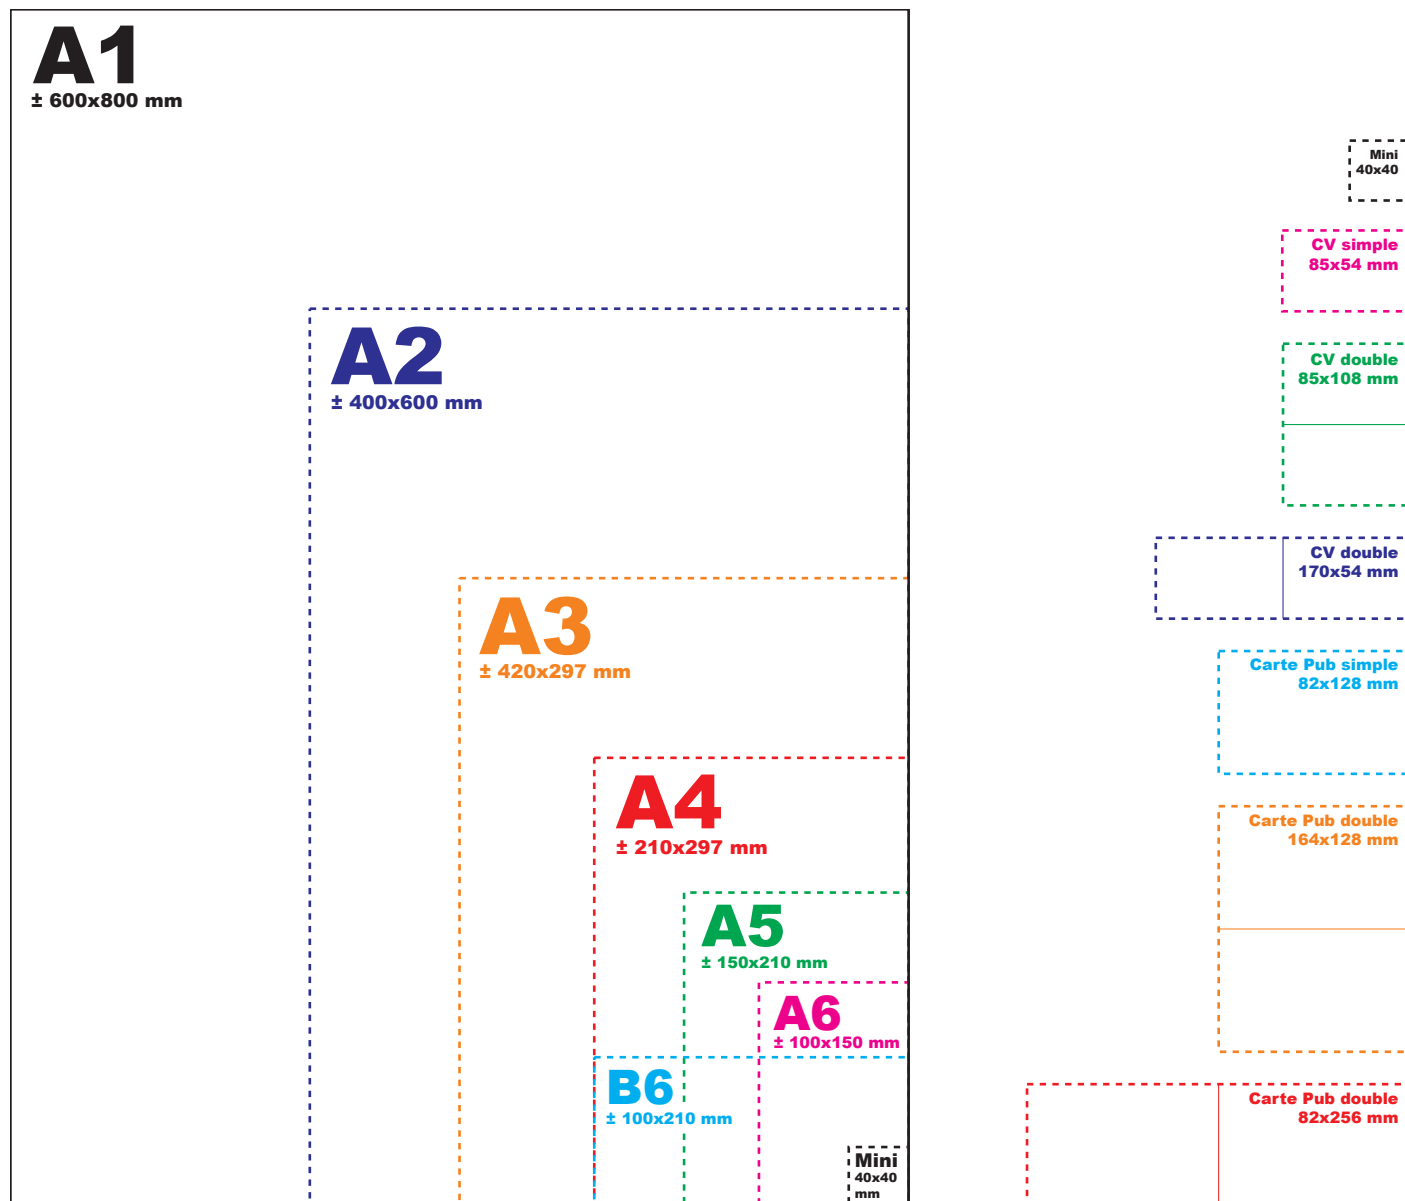 A1
± 600x800 mm
A2
± 400x600 mm
A3
± 420x297 mm
A4
± 210x297 mm
A5
± 150x210 mm
A6
± 100x150 mm
B6
± 100x210 mm
Mini
40x40
mm
Mini
40x40
CV simple
85x54 mm
CV double
85x108 mm
CV double
170x54 mm
Carte Pub simple
82x128 mm
Carte Pub double
164x128 mm
Carte Pub double
82x256 mm